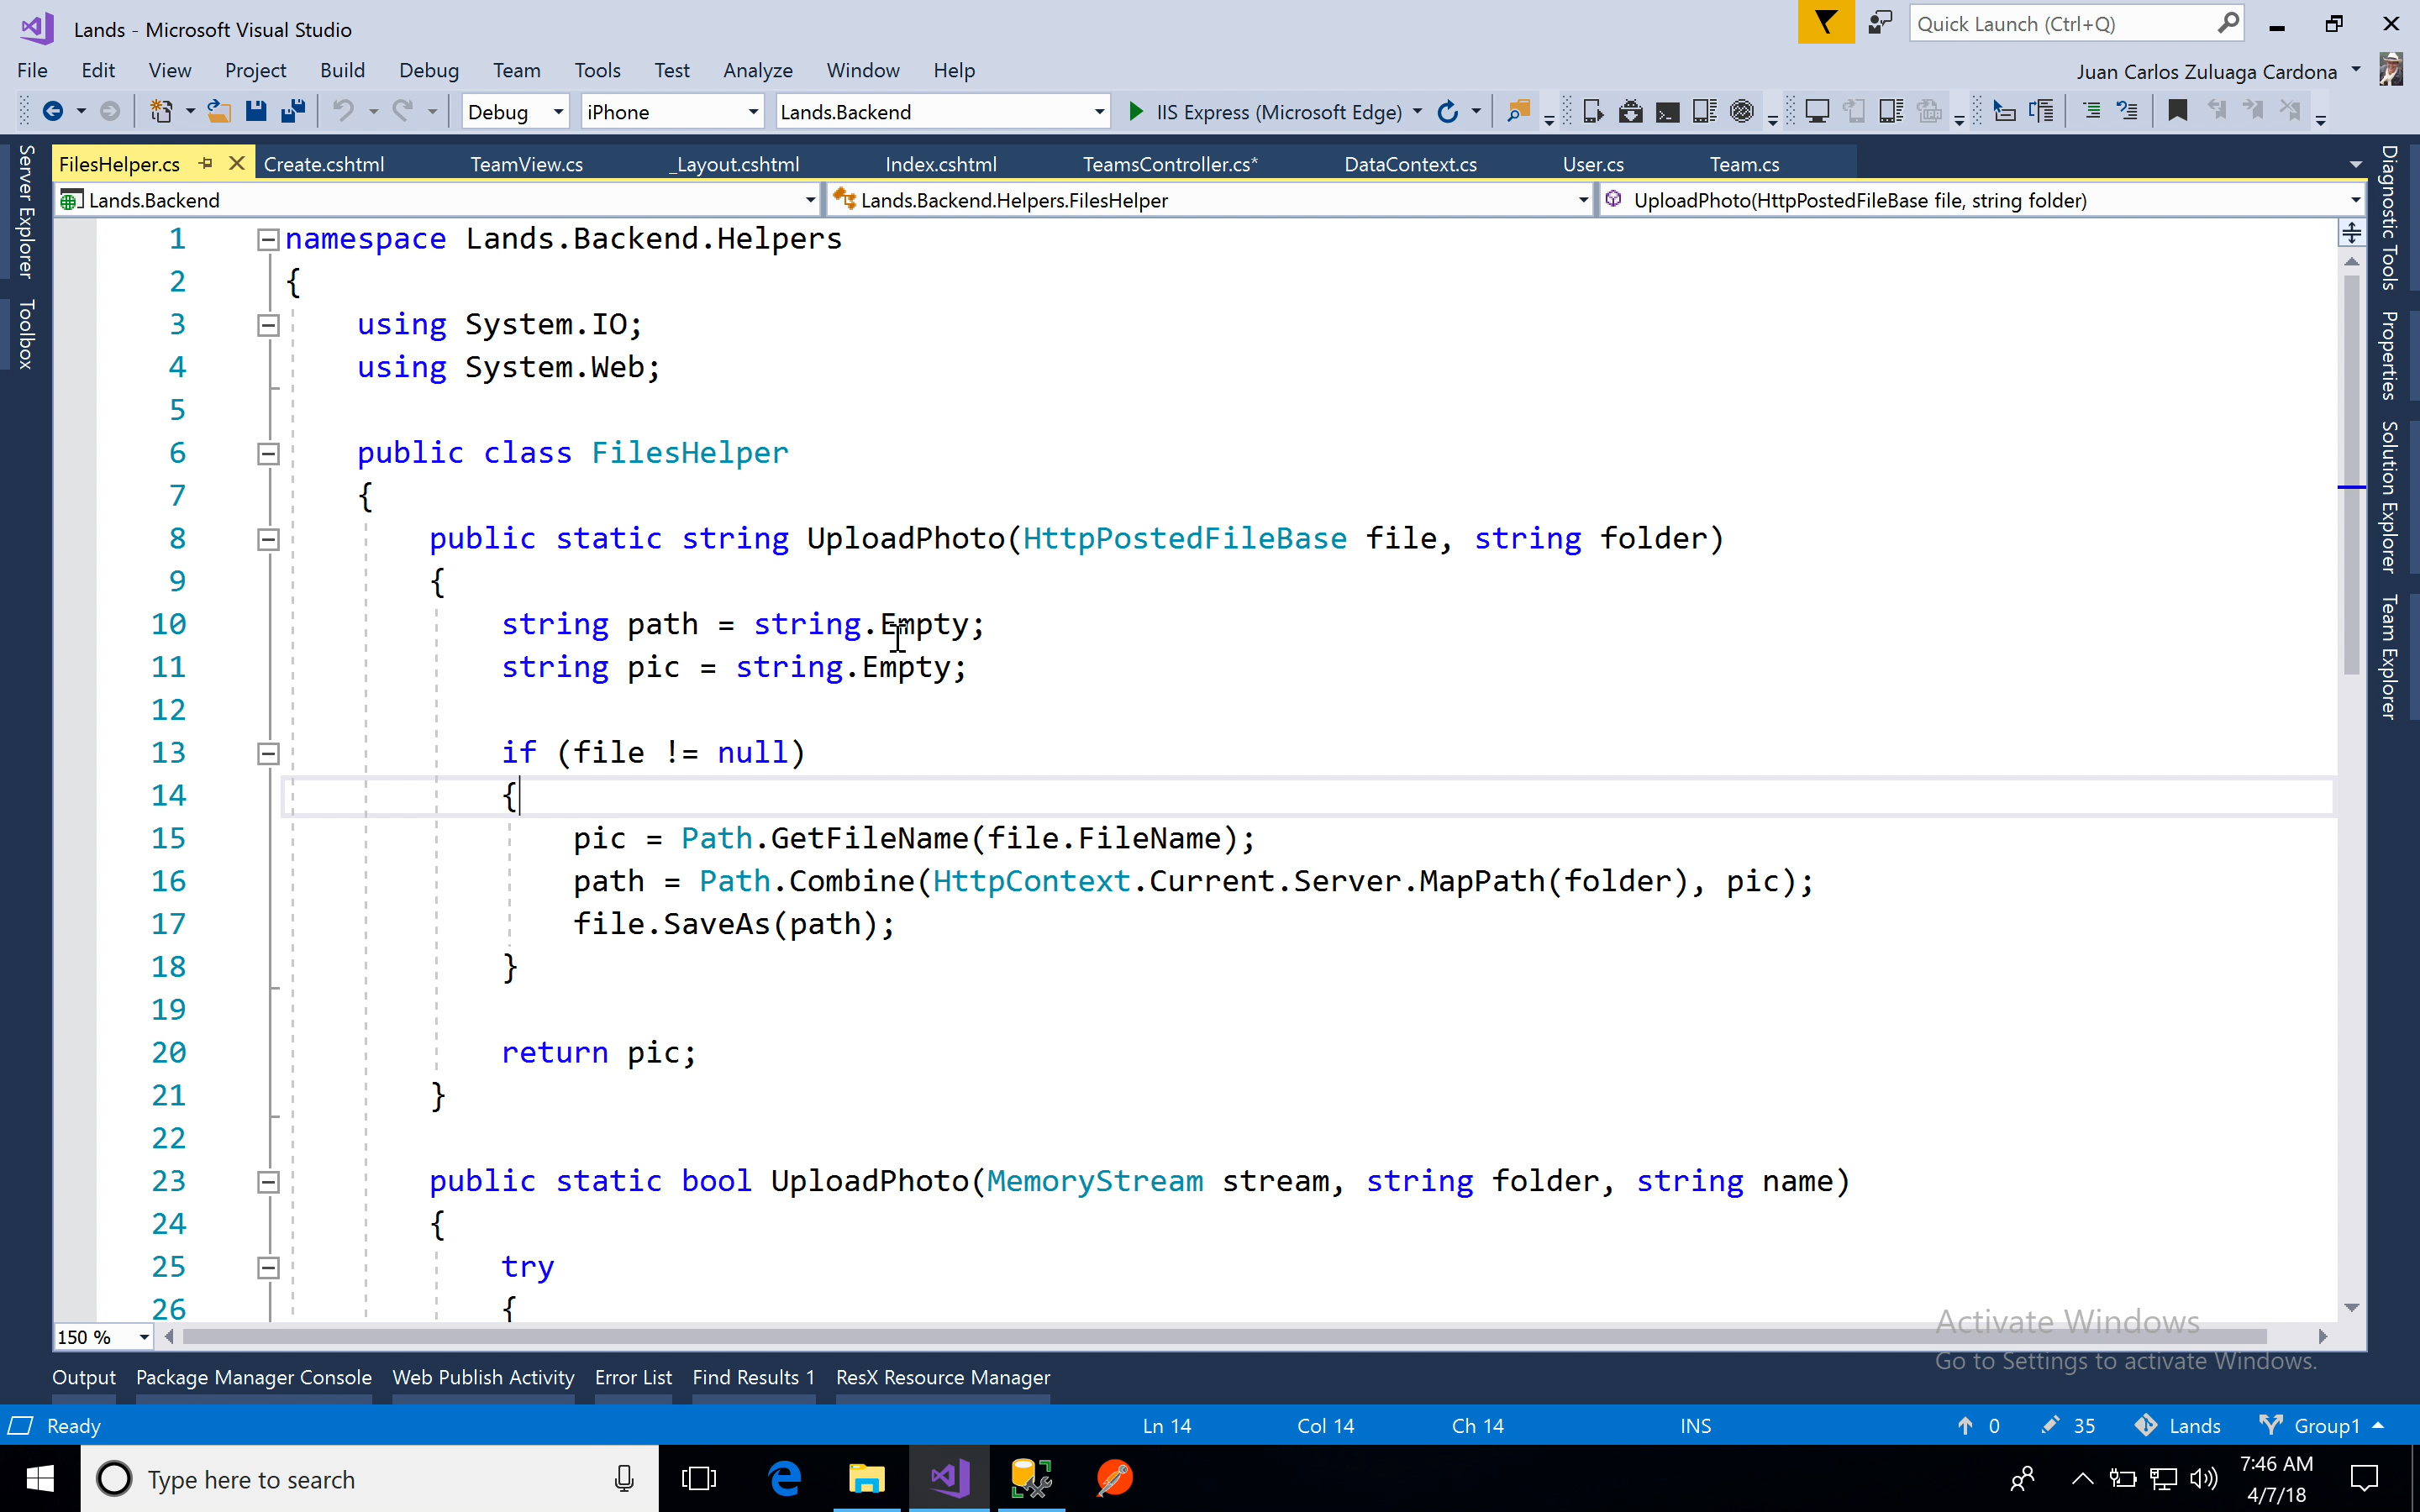 Lands - Microsoft Visual Studio
Quick Launch (Ctrl+Q)
File Edit View Project Build Debug Team Tools Test Analyze Window Help
Juan Carlos Zuluaga Cardona
Debug iPhone Lands.Backend IIS Express (Microsoft Edge)
FilesHelper.cs Create.cshtml TeamView.cs _Layout.cshtml Index.cshtml TeamsController.cs* DataContext.cs User.cs Team.cs
Lands.Backend Lands.Backend.Helpers.FilesHelper UploadPhoto(HttpPostedFileBase file, string folder)
Server Explorer
Toolbox
Diagnostic Tools
Properties
Solution Explorer
Team Explorer
1 namespace Lands.Backend.Helpers
2 {
3 using System.IO;
4 using System.Web;
5
6 public class FilesHelper
7 {
8 public static string UploadPhoto(HttpPostedFileBase file, string folder)
9 {
10 string path = string.Empty;
11 string pic = string.Empty;
12
13 if (file != null)
14 {
15 pic = Path.GetFileName(file.FileName);
16 path = Path.Combine(HttpContext.Current.Server.MapPath(folder), pic);
17 file.SaveAs(path);
18 }
19
20 return pic;
21 }
22
23 public static bool UploadPhoto(MemoryStream stream, string folder, string name)
24 {
25 try
26 {
Activate Windows
Go to Settings to activate Windows.
150 %
Output Package Manager Console Web Publish Activity Error List Find Results 1 ResX Resource Manager
Ready Ln 14 Col 14 Ch 14 INS 0 35 Lands Group1
Type here to search
7:46 AM
4/7/18